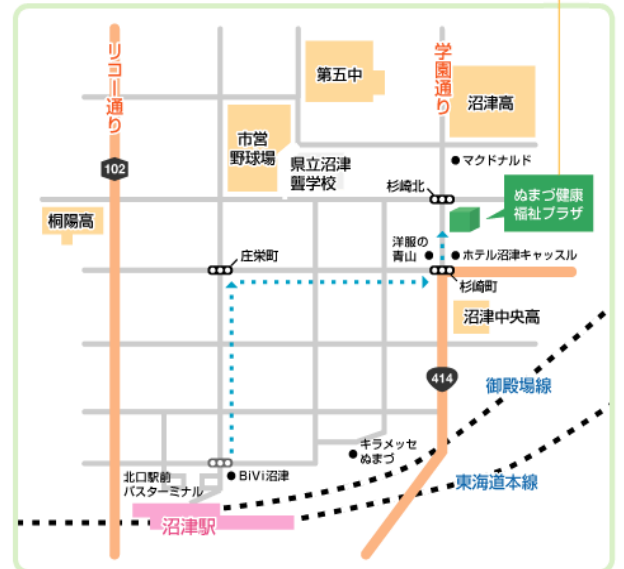 リコー通り
学園通り
第五中
沼津高
市営
野球場
県立沼津
聾学校
マクドナルド
102
杉崎北
ぬまづ健康
福祉プラザ
桐陽高
洋服の
青山
ホテル沼津キャッスル
庄栄町
杉崎町
沼津中央高
414
御殿場線
キラメッセ
ぬまづ
北口駅前
バスターミナル
BiVi沼津
東海道本線
沼津駅